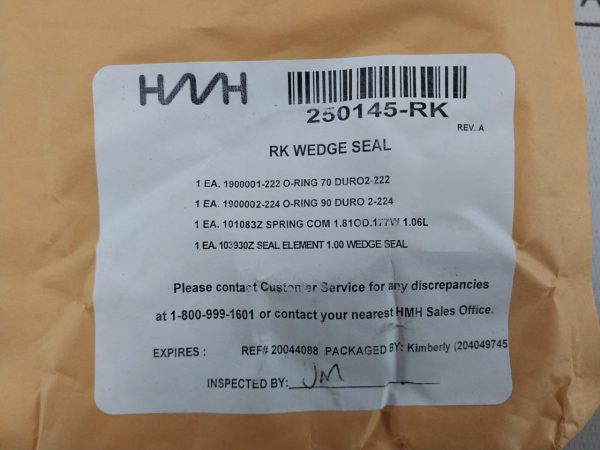 HMH
250145-RK
REV. A
RK WEDGE SEAL
1 EA. 1900001-222 O-RING 70 DURO2-222
1 EA. 1900002-224 O-RING 90 DURO 2-224
1 EA. 101083Z SPRING COM 1.81OD.177W 1.06L
1 EA. 103930Z SEAL ELEMENT 1.00 WEDGE SEAL
Please contact Customer Service for any discrepancies
at 1-800-999-1601 or contact your nearest HMH Sales Office.
EXPIRES : REF# 20044088 PACKAGED BY: Kimberly (204049745
INSPECTED BY: JM